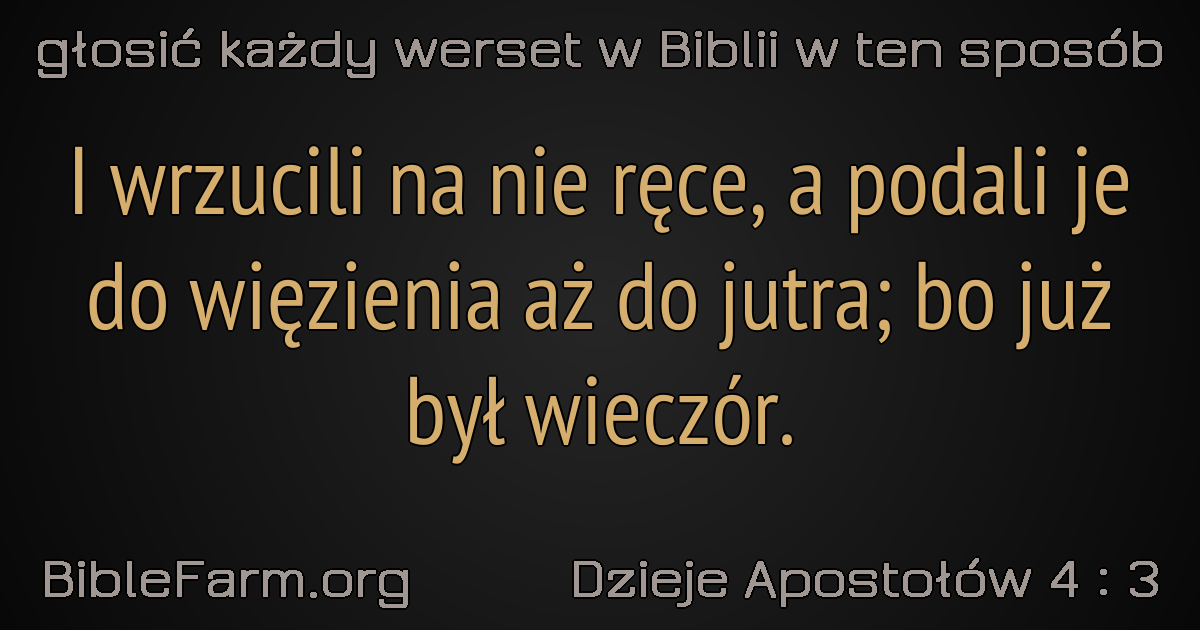 głosić każdy werset w Biblii w ten sposób
I wrzucili na nie ręce, a podali je
do więzienia aż do jutra; bo już
był wieczór.
BibleFarm.org
Dzieje Apostołów 4 : 3